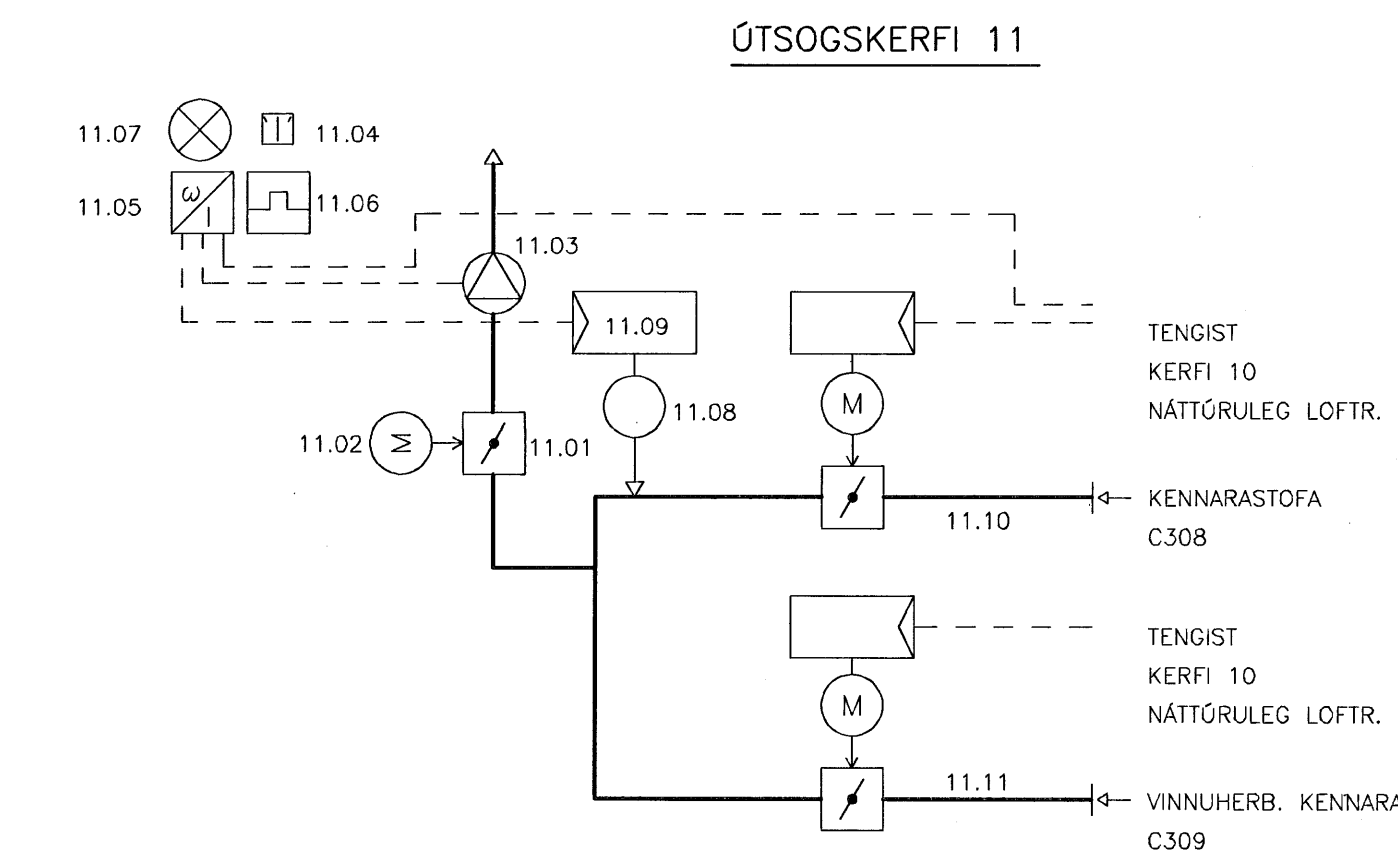 ÚTSOGSKERFI 11
11.07
11.04
11.05
ω
I
11.06
11.03
11.09
TENGIST
KERFI 10
NÁTTÚRULEG LOFTR.
M
11.08
11.02
M
11.01
KENNARASTOFA
C308
11.10
TENGIST
KERFI 10
NÁTTÚRULEG LOFTR.
M
11.11
VINNUHERB. KENNARA
C309